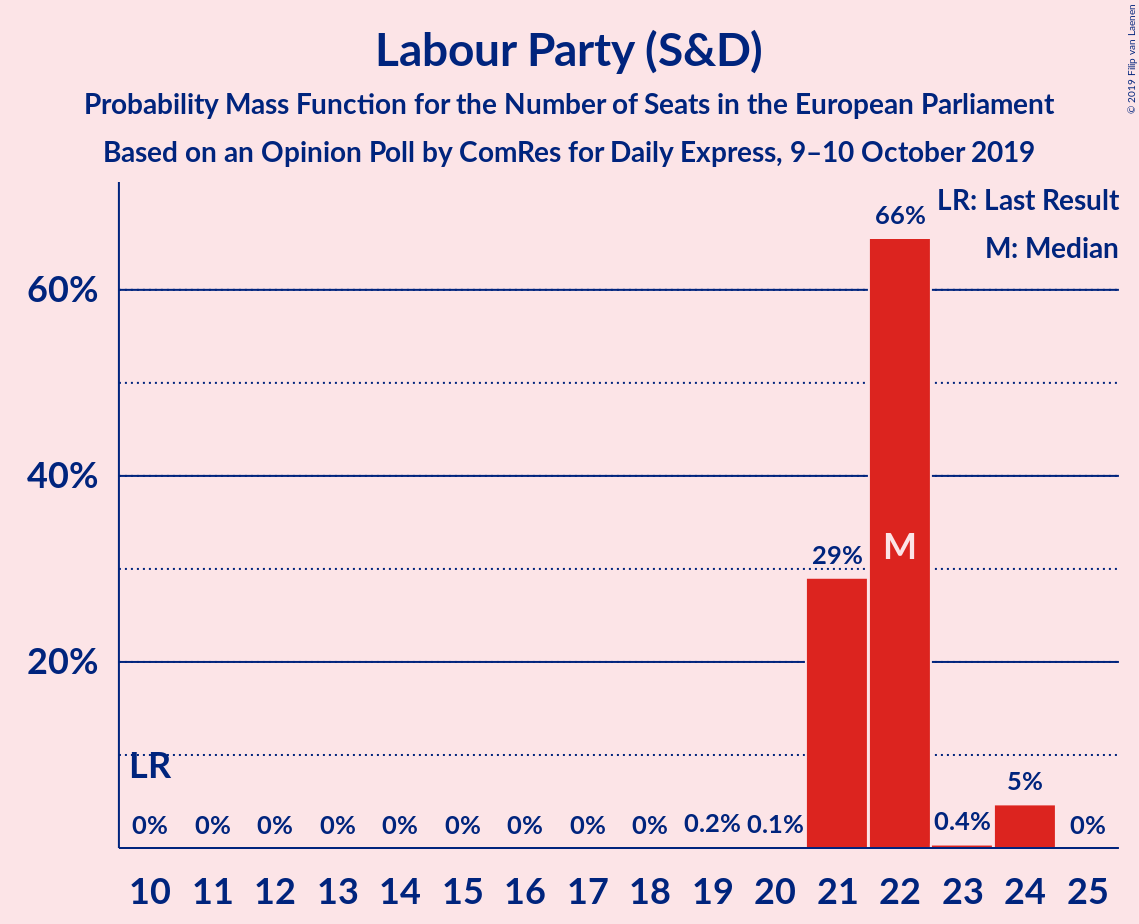 Labour Party (S&D)
Probability Mass Function for the Number of Seats in the European Parliament
Based on an Opinion Poll by ComRes for Daily Express, 9–10 October 2019
© 2019 Filip van Laenen
LR: Last Result
M: Median
60%
40%
20%
LR
M
0% 0% 0% 0% 0% 0% 0% 0% 0% 0.2% 0.1% 29% 66% 0.4% 5% 0%
10 11 12 13 14 15 16 17 18 19 20 21 22 23 24 25